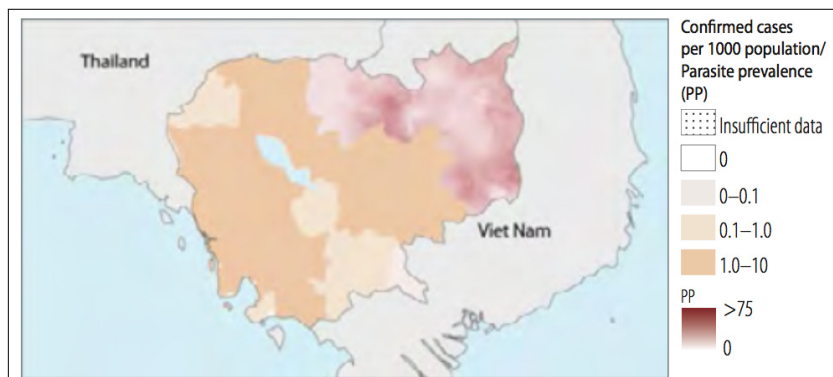 Thailand
Viet Nam
Confirmed cases
per 1000 population/
Parasite prevalence
(PP)
Insufficient data
0
0–0.1
0.1–1.0
1.0–10
PP
>75
0